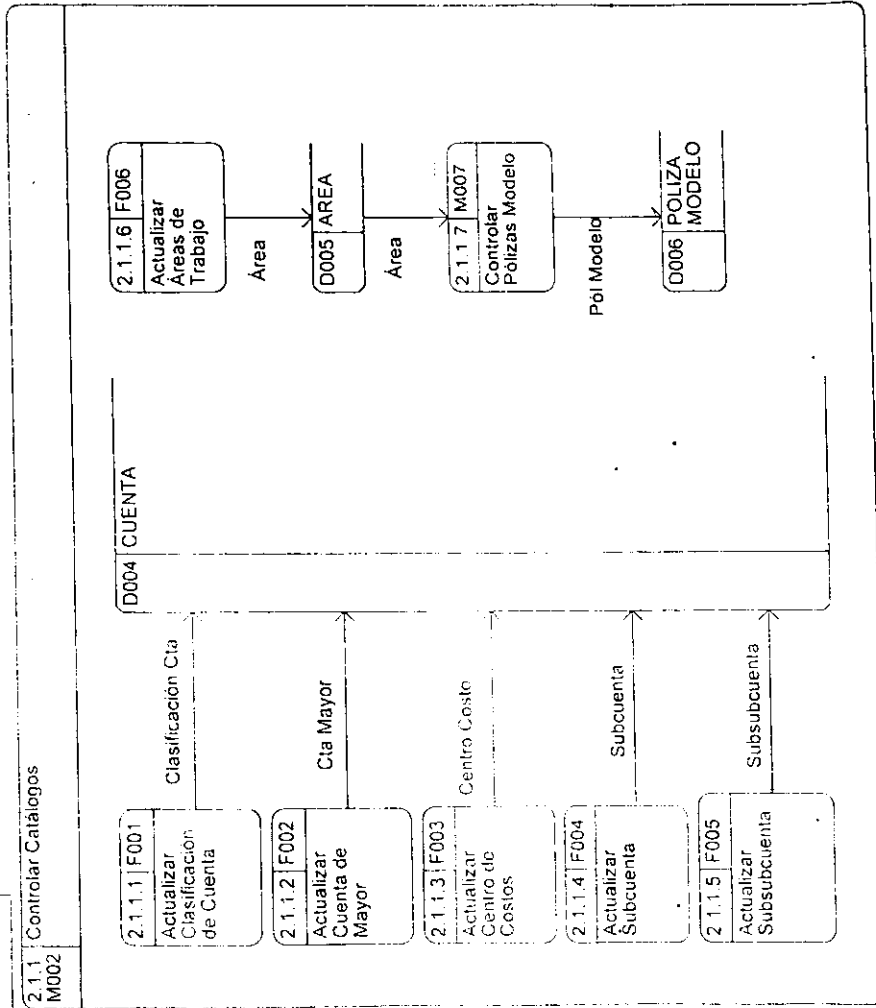 2.1.1 Controlar Catálogos
M002
2.1.1.1 F001
Actualizar
Clasificación
de Cuenta
Clasificación Cta
2.1.1.2 F002
Actualizar
Cuenta de
Mayor
Cta Mayor
2.1.1.3 F003
Actualizar
Centro de
Costos
Centro Costo
2.1.1.4 F004
Actualizar
Subcuenta
Subcuenta
2.1.1.5 F005
Actualizar
Subsubcuenta
Subsubcuenta
D004 CUENTA
2.1.1.6 F006
Actualizar
Áreas de
Trabajo
Área
D005 AREA
Área
2.1.1.7 M007
Controlar
Pólizas Modelo
Pól Modelo
D006 POLIZA
MODELO